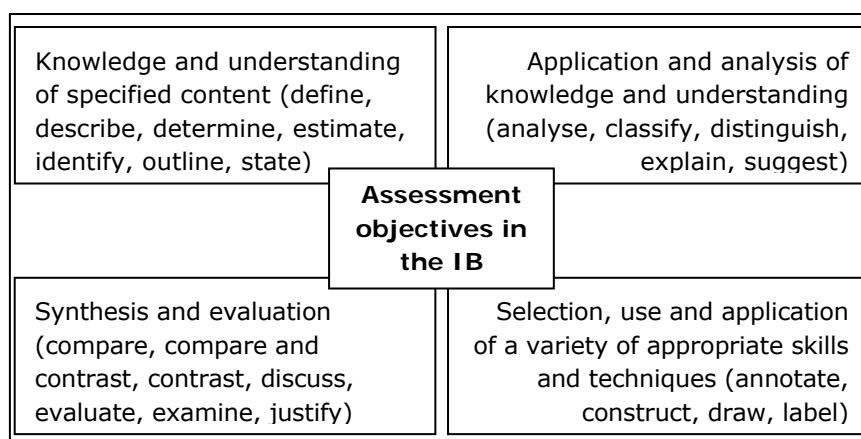 Knowledge and understanding
of specified content (define,
describe, determine, estimate,
identify, outline, state)
Application and analysis of
knowledge and understanding
(analyse, classify, distinguish,
explain, suggest)
Assessment
objectives in
the IB
Synthesis and evaluation
(compare, compare and
contrast, contrast, discuss,
evaluate, examine, justify)
Selection, use and application
of a variety of appropriate skills
and techniques (annotate,
construct, draw, label)